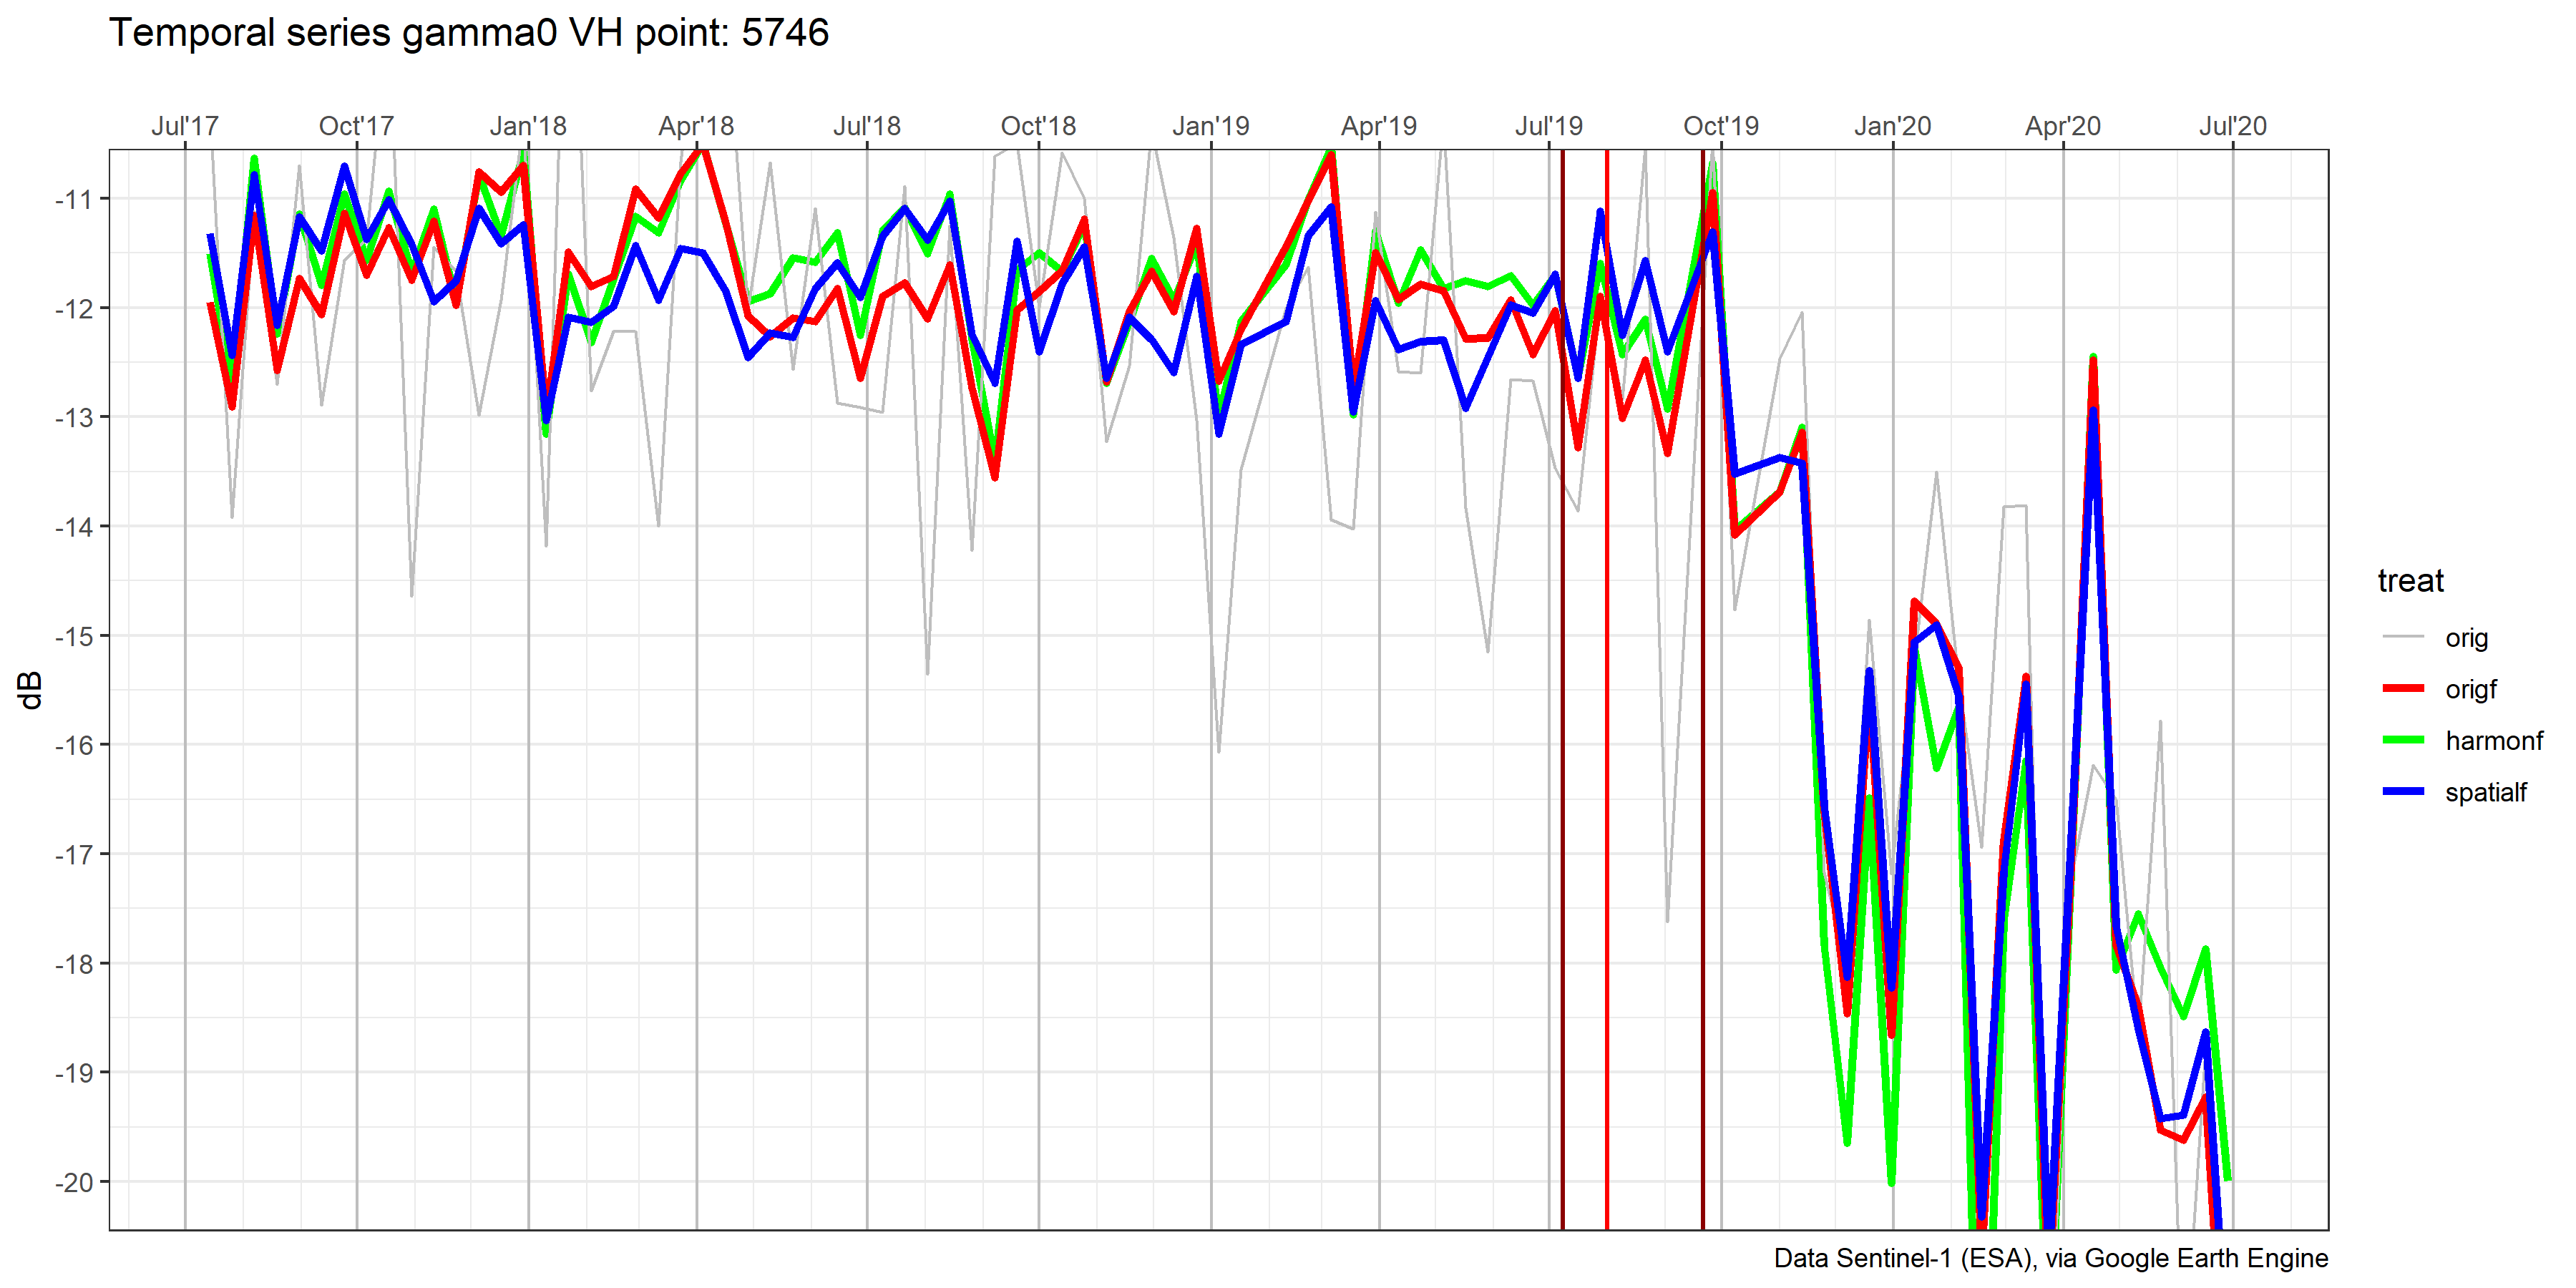 Temporal series gamma0 VH point: 5746
Jul'17 Oct'17 Jan'18 Apr'18 Jul'18 Oct'18 Jan'19 Apr'19 Jul'19 Oct'19 Jan'20 Apr'20 Jul'20
-11
-12
-13
-14
-15
-16
-17
-18
-19
-20
dB
treat
orig
origf
harmonf
spatialf
Data Sentinel-1 (ESA), via Google Earth Engine